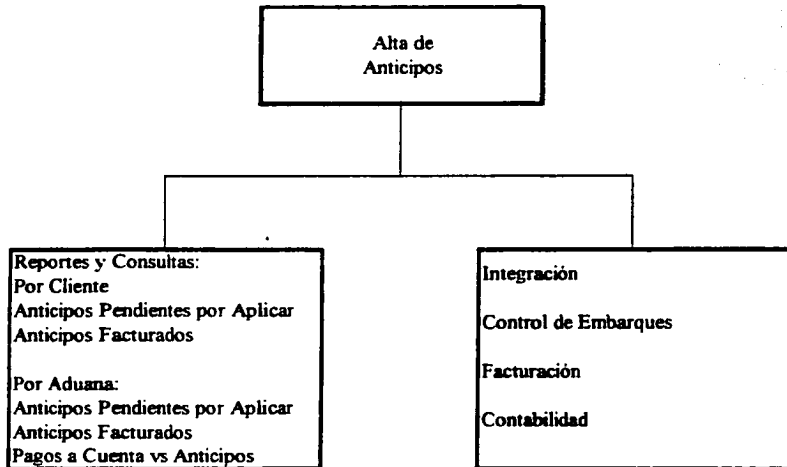 Alta de
Anticipos
Reportes y Consultas:
Por Cliente
Anticipos Pendientes por Aplicar
Anticipos Facturados
Por Aduana:
Anticipos Pendientes por Aplicar
Anticipos Facturados
Pagos a Cuenta vs Anticipos
Integración
Control de Embarques
Facturación
Contabilidad